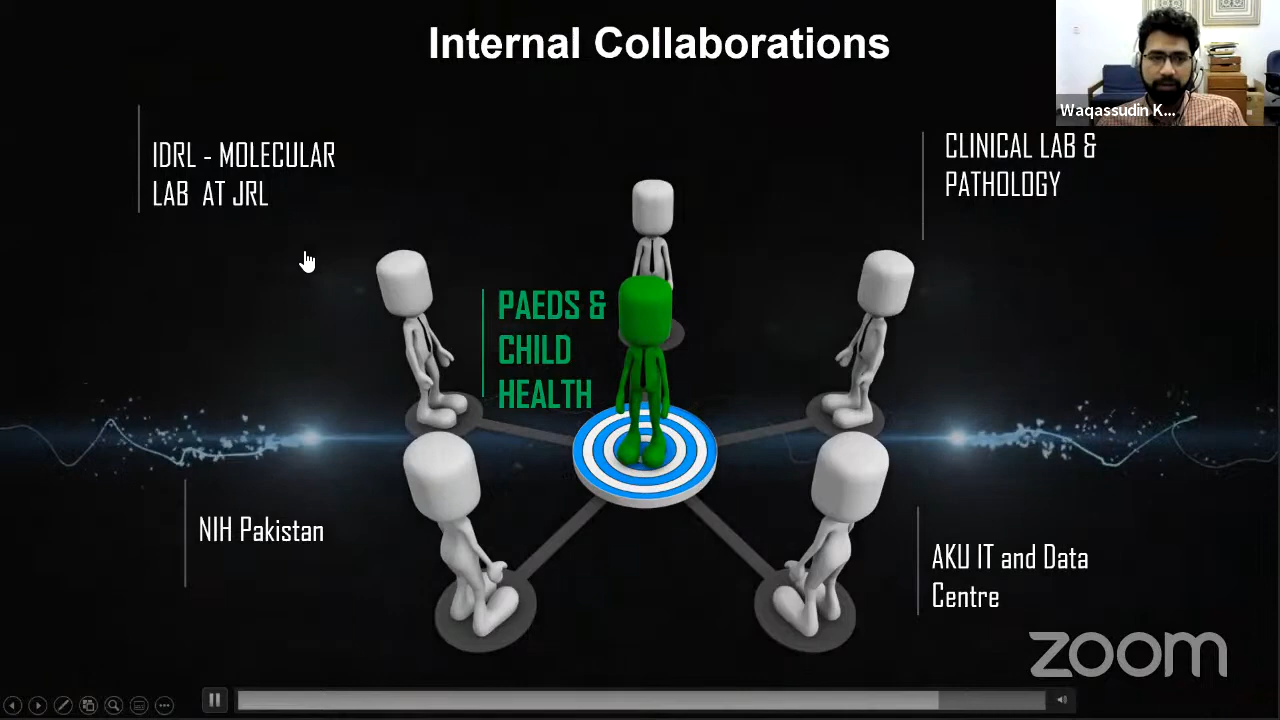 Internal Collaborations
Waqassudin K...
IDRL - MOLECULAR
LAB AT JRL
CLINICAL LAB &
PATHOLOGY
PAEDS &
CHILD
HEALTH
NIH Pakistan
AKU IT and Data
Centre
zoom